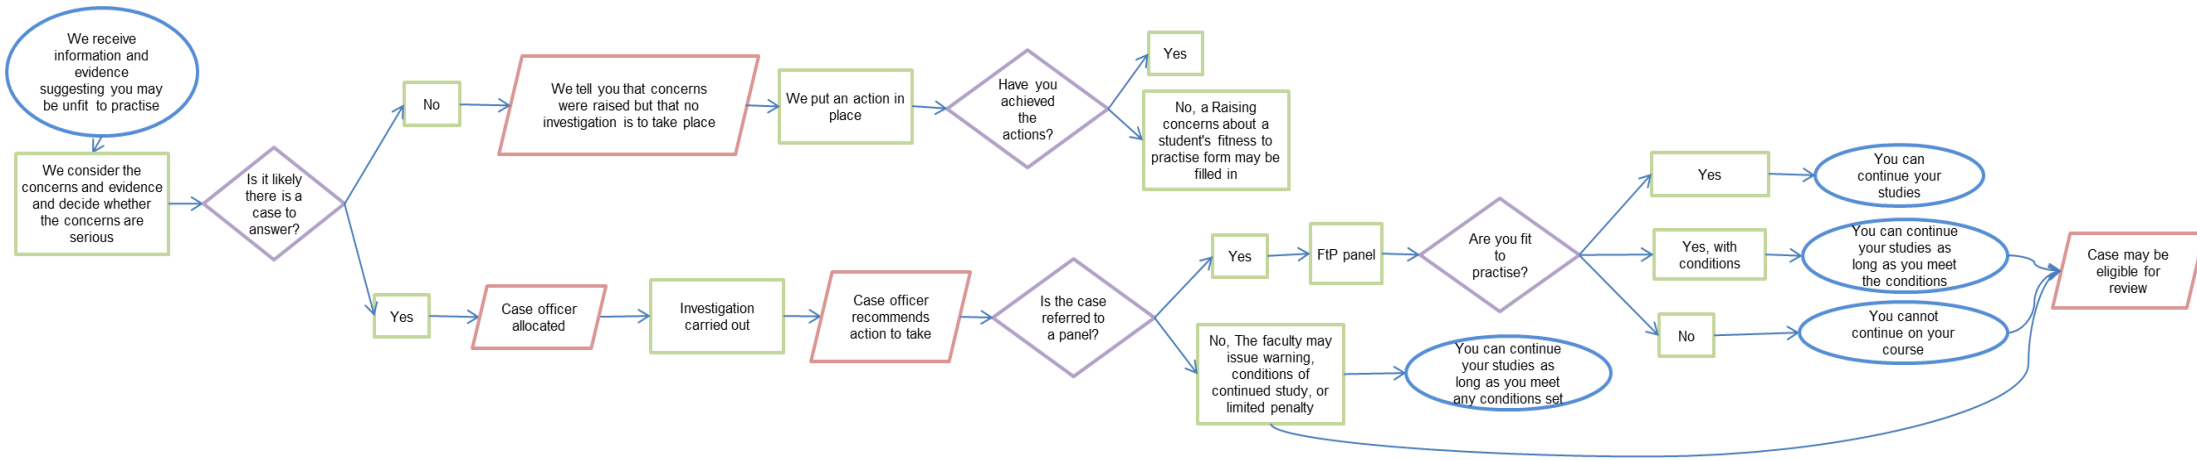 We receive
information and
evidence
suggesting you may
be unfit to practise
We consider the
concerns and evidence
and decide whether
the concerns are
serious
Is it likely
there is a
case to
answer?
No
We tell you that concerns
were raised but that no
investigation is to take place
We put an action in
place
Have you
achieved
the
actions?
Yes
No, a Raising
concerns about a
student's fitness to
practise form may be
filled in
Yes
Case officer
allocated
Investigation
carried out
Case officer
recommends
action to take
Is the case
referred to
a panel?
Yes
FtP panel
Are you fit
to
practise?
Yes
You can
continue your
studies
Yes, with
conditions
You can continue
your studies as
long as you meet
the conditions
No
You cannot
continue on your
course
Case may be
eligible for
review
No, The faculty may
issue warning,
conditions of
continued study, or
limited penalty
You can continue
your studies as
long as you meet
any conditions set